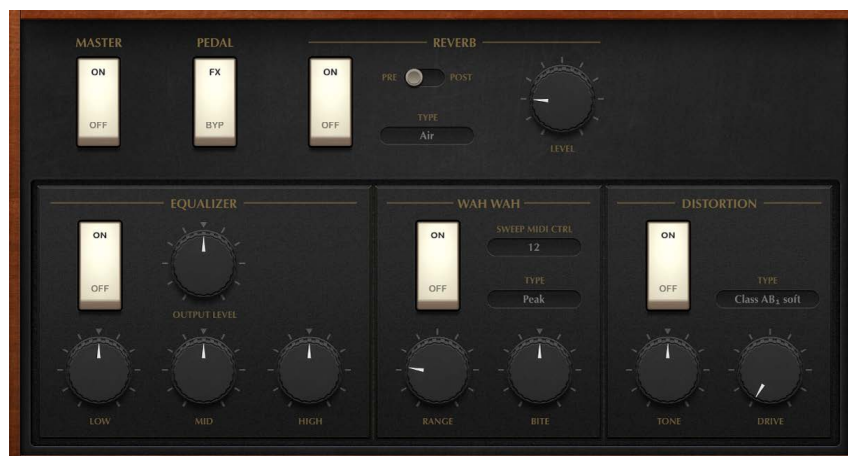 MASTER
PEDAL
REVERB
ON
OFF
FX
BYP
ON
OFF
PRE
POST
TYPE
Air
LEVEL
EQUALIZER
ON
OFF
OUTPUT LEVEL
LOW
MID
HIGH
WAH WAH
ON
OFF
SWEEP MIDI CTRL
12
TYPE
Peak
RANGE
BITE
DISTORTION
ON
OFF
TYPE
Class AB₁ soft
TONE
DRIVE